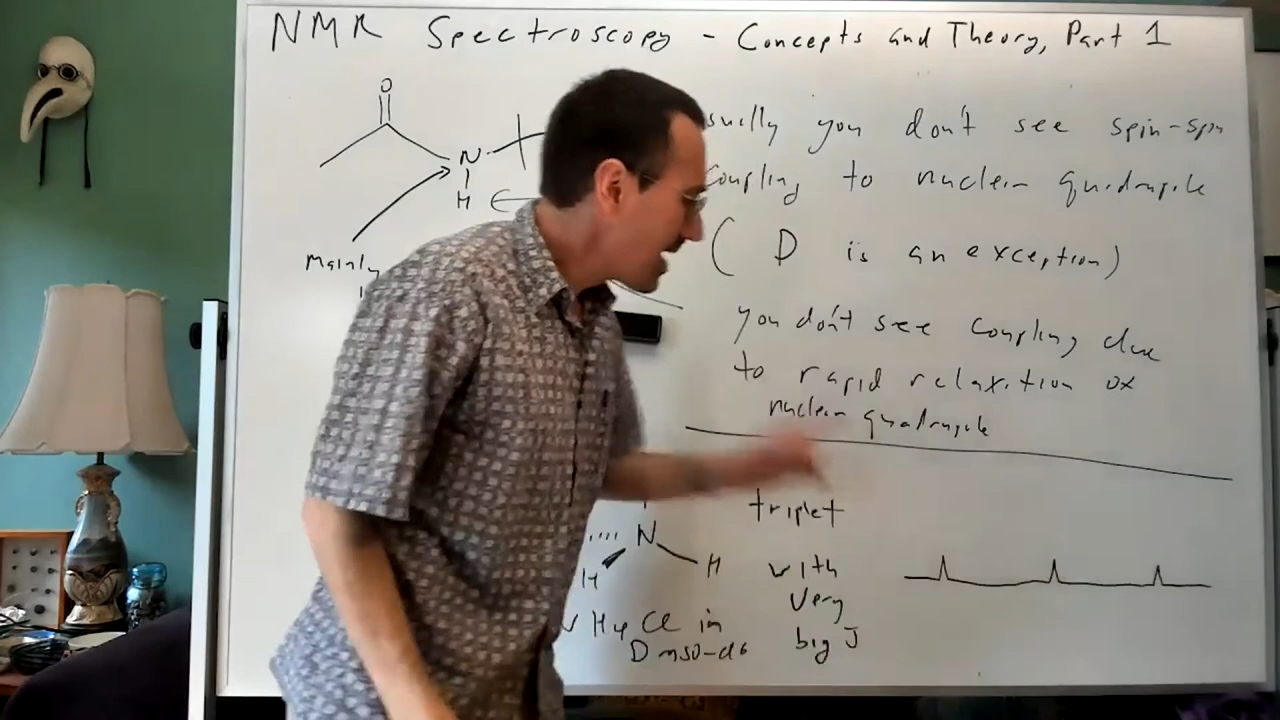 NMR Spectroscopy - Concepts and Theory, Part 1
O
N
H
Mainly
sually you don't see spin-spin
coupling to nuclear quadrupole
( D is an exception)
you don't see coupling due
to rapid relaxation of
nuclear quadrupole
triplet
with
very
big J
N
H
H
H4Cl in
Dmso-d6